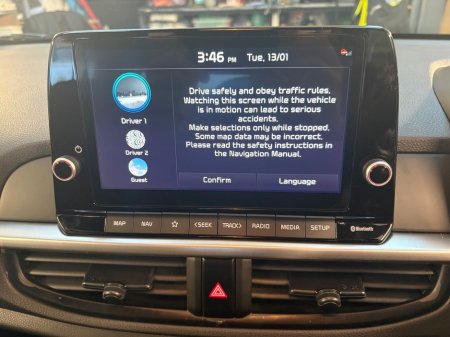 3:46 PM Tue, 13/01
Drive safely and obey traffic rules.
Watching this screen while the vehicle
is in motion can lead to serious
accidents.
Make selections only while stopped.
Some map data may be incorrect.
Please read the safety instructions in
the Navigation Manual.
Driver 1
Driver 2
Guest
Confirm Language
MAP NAV <SEEK TRACK> RADIO MEDIA SETUP Bluetooth